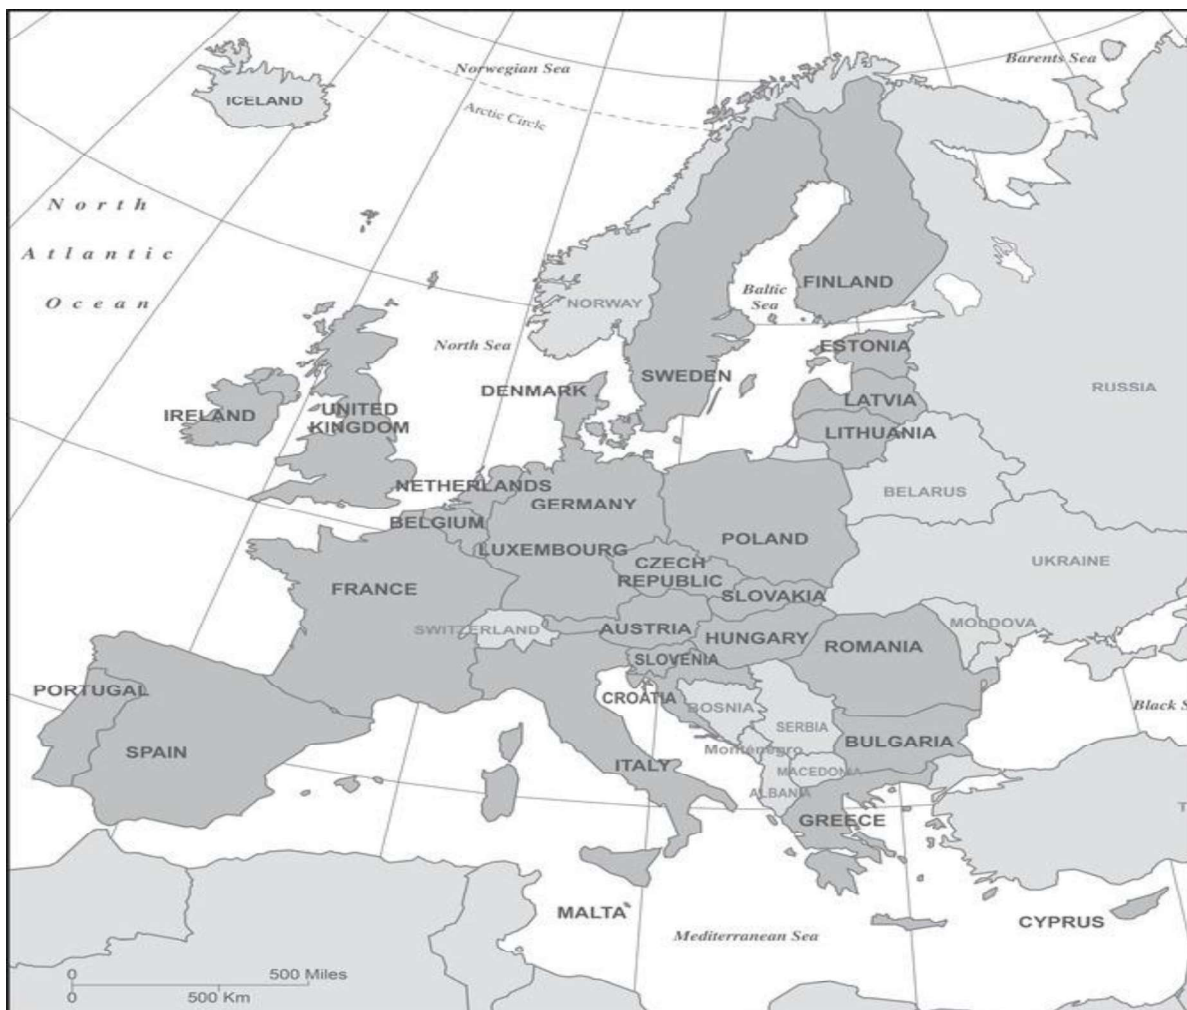 Norwegian Sea
Barents Sea
ICELAND
Arctic Circle
North
Atlantic
Ocean
FINLAND
Baltic
Sea
NORWAY
North Sea
ESTONIA
SWEDEN
RUSSIA
DENMARK
LATVIA
IRELAND
UNITED
KINGDOM
LITHUANIA
NETHERLANDS
BELARUS
GERMANY
BELGIUM
POLAND
LUXEMBOURG
CZECH
REPUBLIC
UKRAINE
FRANCE
SLOVAKIA
MOLDOVA
SWITZERLAND
AUSTRIA
HUNGARY
ROMANIA
SLOVENIA
PORTUGAL
CROATIA
BOSNIA
Black S
SERBIA
SPAIN
BULGARIA
Montenegro
ITALY
MACEDONIA
ALBANIA
T
GREECE
MALTA
CYPRUS
Mediterranean Sea
0 500 Miles
0 500 Km